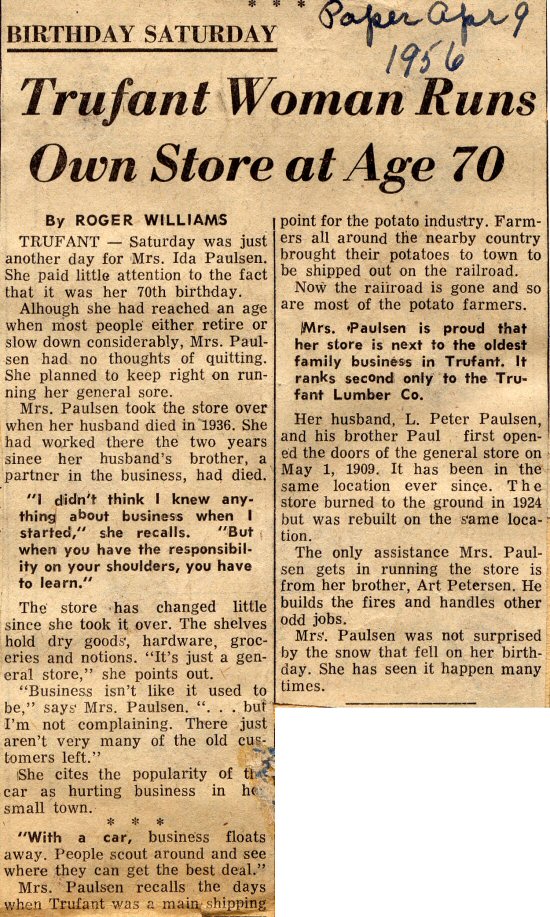 * * *
Paper Apr 9
1956
BIRTHDAY SATURDAY
Trufant Woman Runs
Own Store at Age 70
By ROGER WILLIAMS
TRUFANT — Saturday was just
another day for Mrs. Ida Paulsen.
She paid little attention to the fact
that it was her 70th birthday.
Alhough she had reached an age
when most people either retire or
slow down considerably, Mrs. Paul-
sen had no thoughts of quitting.
She planned to keep right on run-
ning her general sore.
Mrs. Paulsen took the store over
when her husband died in 1936. She
had worked there the two years
since her husband's brother, a
partner in the business, had died.
"I didn't think I knew any-
thing about business when I
started," she recalls. "But
when you have the responsibil-
ity on your shoulders, you have
to learn."
The store has changed little
since she took it over. The shelves
hold dry goods, hardware, groc-
eries and notions. "It's just a gen-
eral store," she points out.
"Business isn't like it used to
be," says Mrs. Paulsen. ". . . but
I'm not complaining. There just
aren't very many of the old cus-
tomers left."
She cites the popularity of
car as hurting business in
small town.
* * *
"With a car, business floats
away. People scout around and see
where they can get the best deal."
Mrs. Paulsen recalls the days
when Trufant was a main shipping
point for the potato industry. Farm-
ers all around the nearby country
brought their potatoes to town to
be shipped out on the railroad.
Now the railroad is gone and so
are most of the potato farmers.
Mrs. Paulsen is proud that
her store is next to the oldest
family business in Trufant. It
ranks second only to the Tru-
fant Lumber Co.
Her husband, L. Peter Paulsen,
and his brother Paul first open-
ed the doors of the general store on
May 1, 1909. It has been in the
same location ever since. The
store burned to the ground in 1924
but was rebuilt on the same loca-
tion.
The only assistance Mrs. Paul-
sen gets in running the store is
from her brother, Art Petersen. He
builds the fires and handles other
odd jobs.
Mrs. Paulsen was not surprised
by the snow that fell on her birth-
day. She has seen it happen many
times.